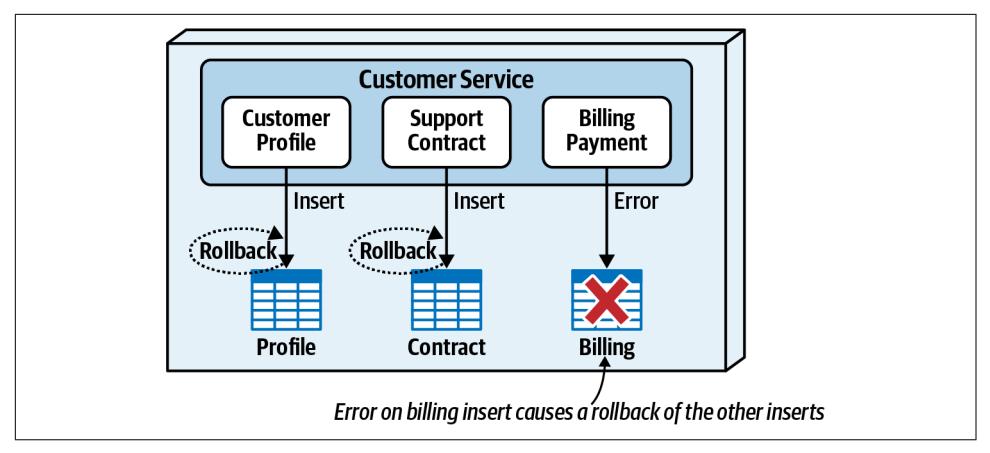 Customer Service
Customer
Profile
Support
Contract
Billing
Payment
Insert
Insert
Error
Rollback
Rollback
Profile
Contract
Billing
Error on billing insert causes a rollback of the other inserts